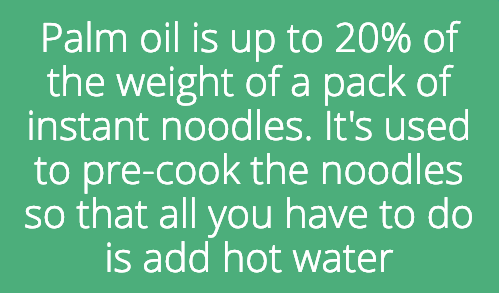 Palm oil is up to 20% of
the weight of a pack of
instant noodles. It's used
to pre-cook the noodles
so that all you have to do
is add hot water